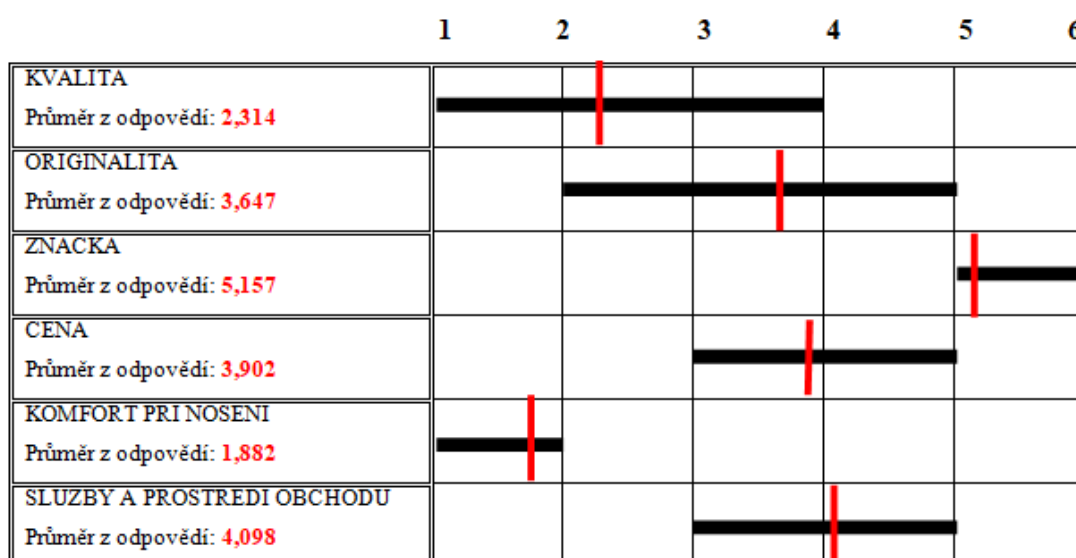 1 2 3 4 5 6
KVALITA
Průměr z odpovědí: 2,314
ORIGINALITA
Průměr z odpovědí: 3,647
ZNACKA
Průměr z odpovědí: 5,157
CENA
Průměr z odpovědí: 3,902
KOMFORT PRI NOSENI
Průměr z odpovědí: 1,882
SLUZBY A PROSTREDI OBCHODU
Průměr z odpovědí: 4,098